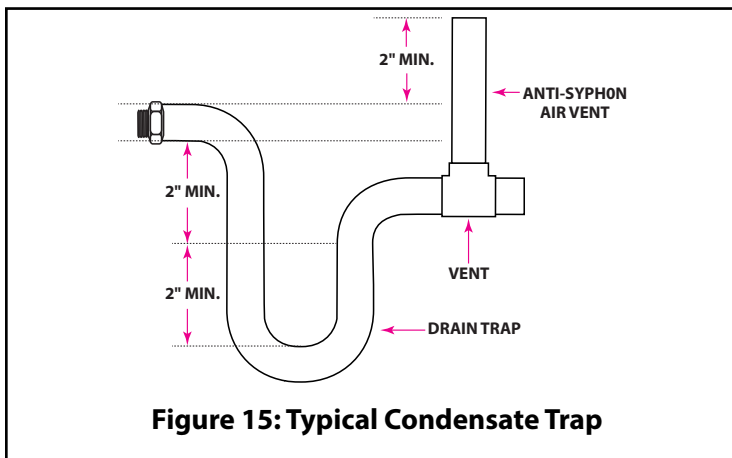 2" MIN.
ANTI-SYPH0N
AIR VENT
2" MIN.
2" MIN.
VENT
DRAIN TRAP
Figure 15: Typical Condensate Trap